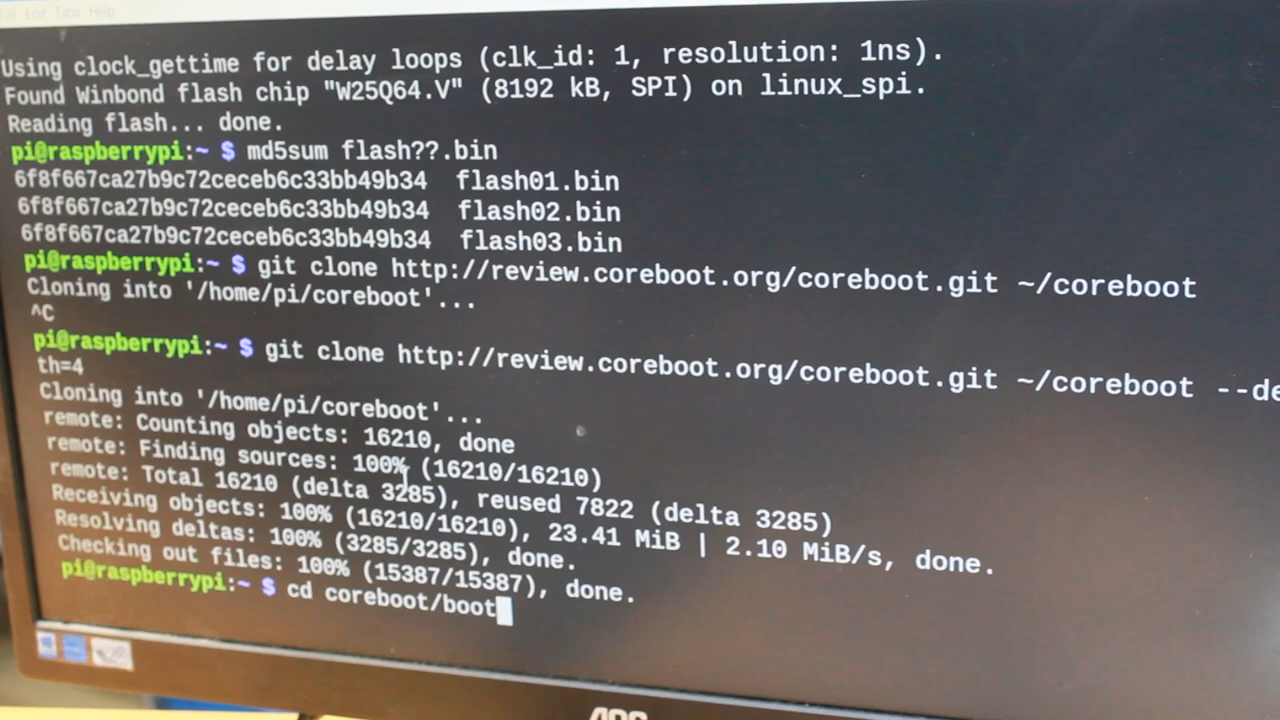 File Edit Tabs Help
Using clock_gettime for delay loops (clk_id: 1, resolution: 1ns).
Found Winbond flash chip "W25Q64.V" (8192 kB, SPI) on linux_spi.
Reading flash... done.
pi@raspberrypi:~ $ md5sum flash??.bin
6f8f667ca27b9c72ceceb6c33bb49b34  flash01.bin
6f8f667ca27b9c72ceceb6c33bb49b34  flash02.bin
6f8f667ca27b9c72ceceb6c33bb49b34  flash03.bin
pi@raspberrypi:~ $ git clone http://review.coreboot.org/coreboot.git ~/coreboot
Cloning into '/home/pi/coreboot'...
^C
pi@raspberrypi:~ $ git clone http://review.coreboot.org/coreboot.git ~/coreboot --de
th=4
Cloning into '/home/pi/coreboot'...
remote: Counting objects: 16210, done
remote: Finding sources: 100% (16210/16210)
remote: Total 16210 (delta 3285), reused 7822 (delta 3285)
Receiving objects: 100% (16210/16210), 23.41 MiB | 2.10 MiB/s, done.
Resolving deltas: 100% (3285/3285), done.
Checking out files: 100% (15387/15387), done.
pi@raspberrypi:~ $ cd coreboot/boot
AOC